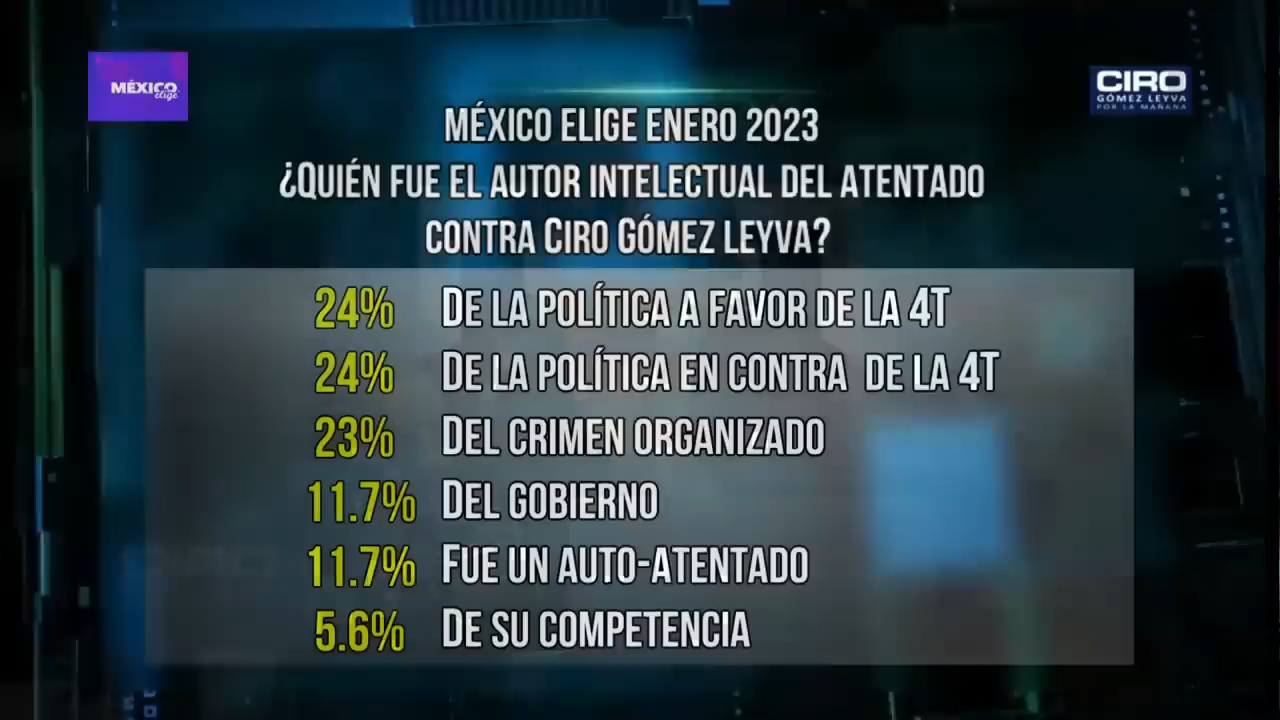 MÉXICO
elige
CIRO
GÓMEZ LEYVA
POR LA MAÑANA
MÉXICO ELIGE ENERO 2023
¿QUIÉN FUE EL AUTOR INTELECTUAL DEL ATENTADO
CONTRA CIRO GÓMEZ LEYVA?
24% DE LA POLÍTICA A FAVOR DE LA 4T
24% DE LA POLÍTICA EN CONTRA DE LA 4T
23% DEL CRIMEN ORGANIZADO
11.7% DEL GOBIERNO
11.7% FUE UN AUTO-ATENTADO
5.6% DE SU COMPETENCIA